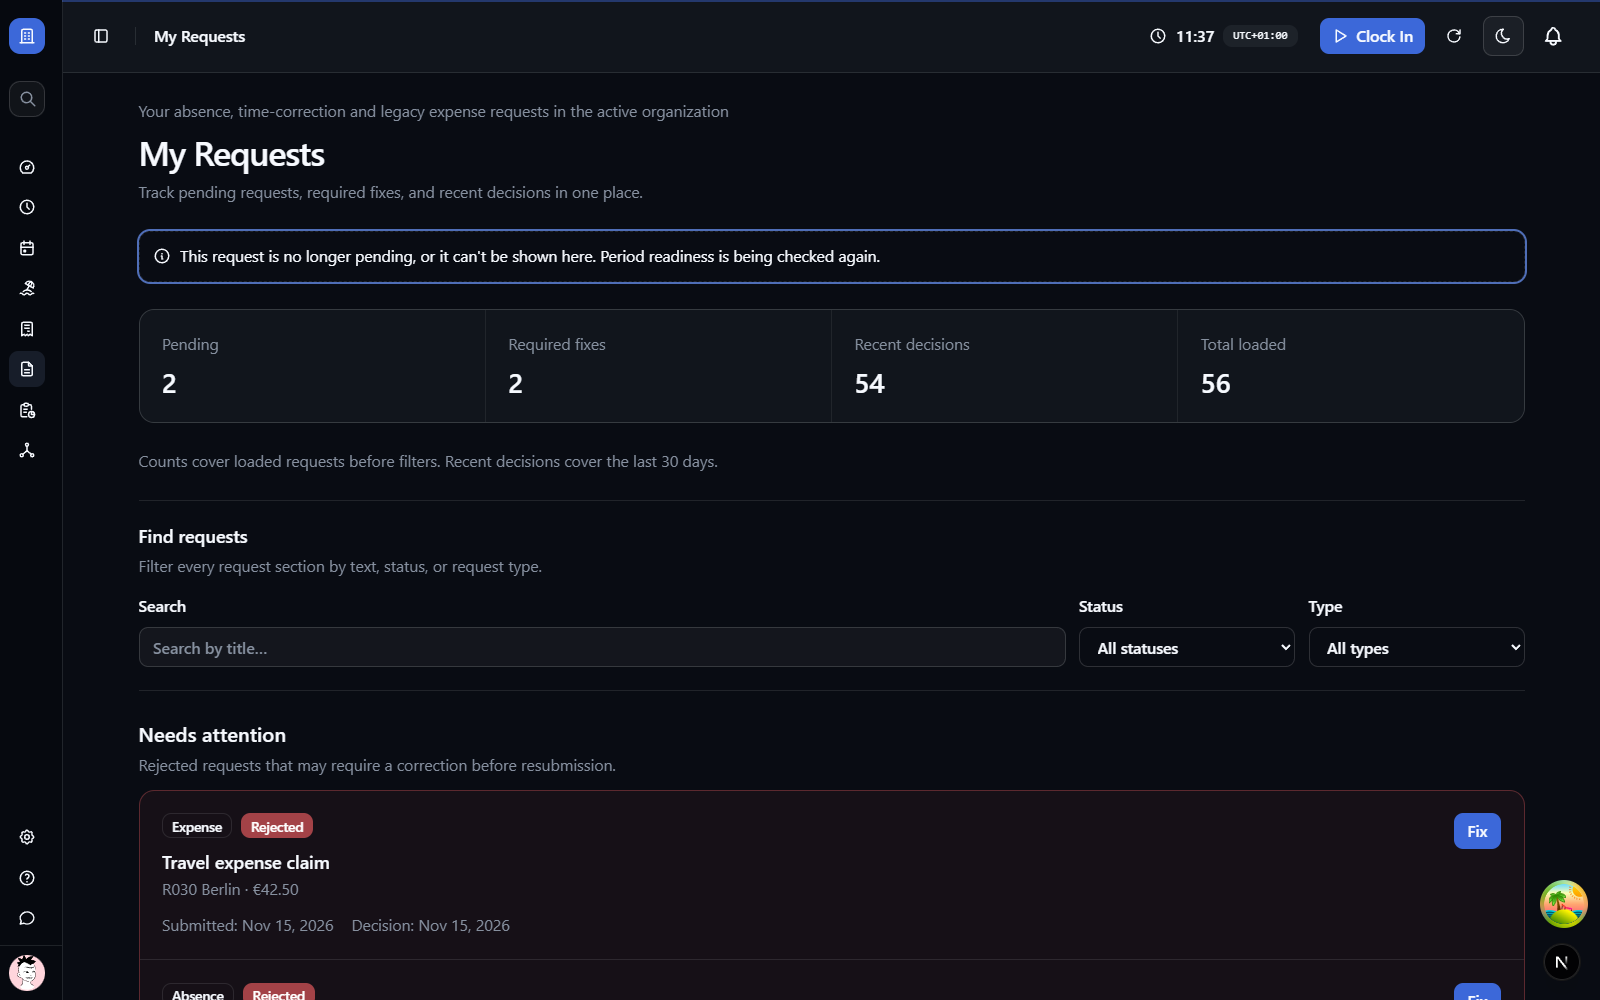 My Requests
11:37
UTC+01:00
Clock In
Your absence, time-correction and legacy expense requests in the active organization
My Requests
Track pending requests, required fixes, and recent decisions in one place.
This request is no longer pending, or it can't be shown here. Period readiness is being checked again.
Pending
2
Required fixes
2
Recent decisions
54
Total loaded
56
Counts cover loaded requests before filters. Recent decisions cover the last 30 days.
Find requests
Filter every request section by text, status, or request type.
Search
Search by title...
Status
All statuses
Type
All types
Needs attention
Rejected requests that may require a correction before resubmission.
Expense
Rejected
Fix
Travel expense claim
R030 Berlin · €42.50
Submitted: Nov 15, 2026
Decision: Nov 15, 2026
Absence
Rejected
Fix
N